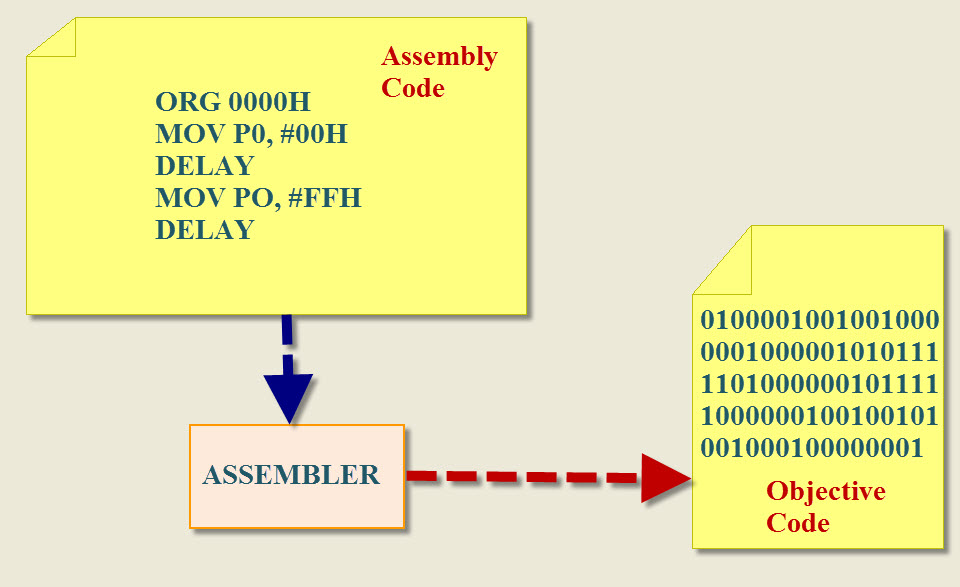 Assembly
Code
ORG 0000H
MOV P0, #00H
DELAY
MOV PO, #FFH
DELAY
ASSEMBLER
0100001001001000
0001000001010111
1101000000101111
1000000100100101
001000100000001
Objective
Code